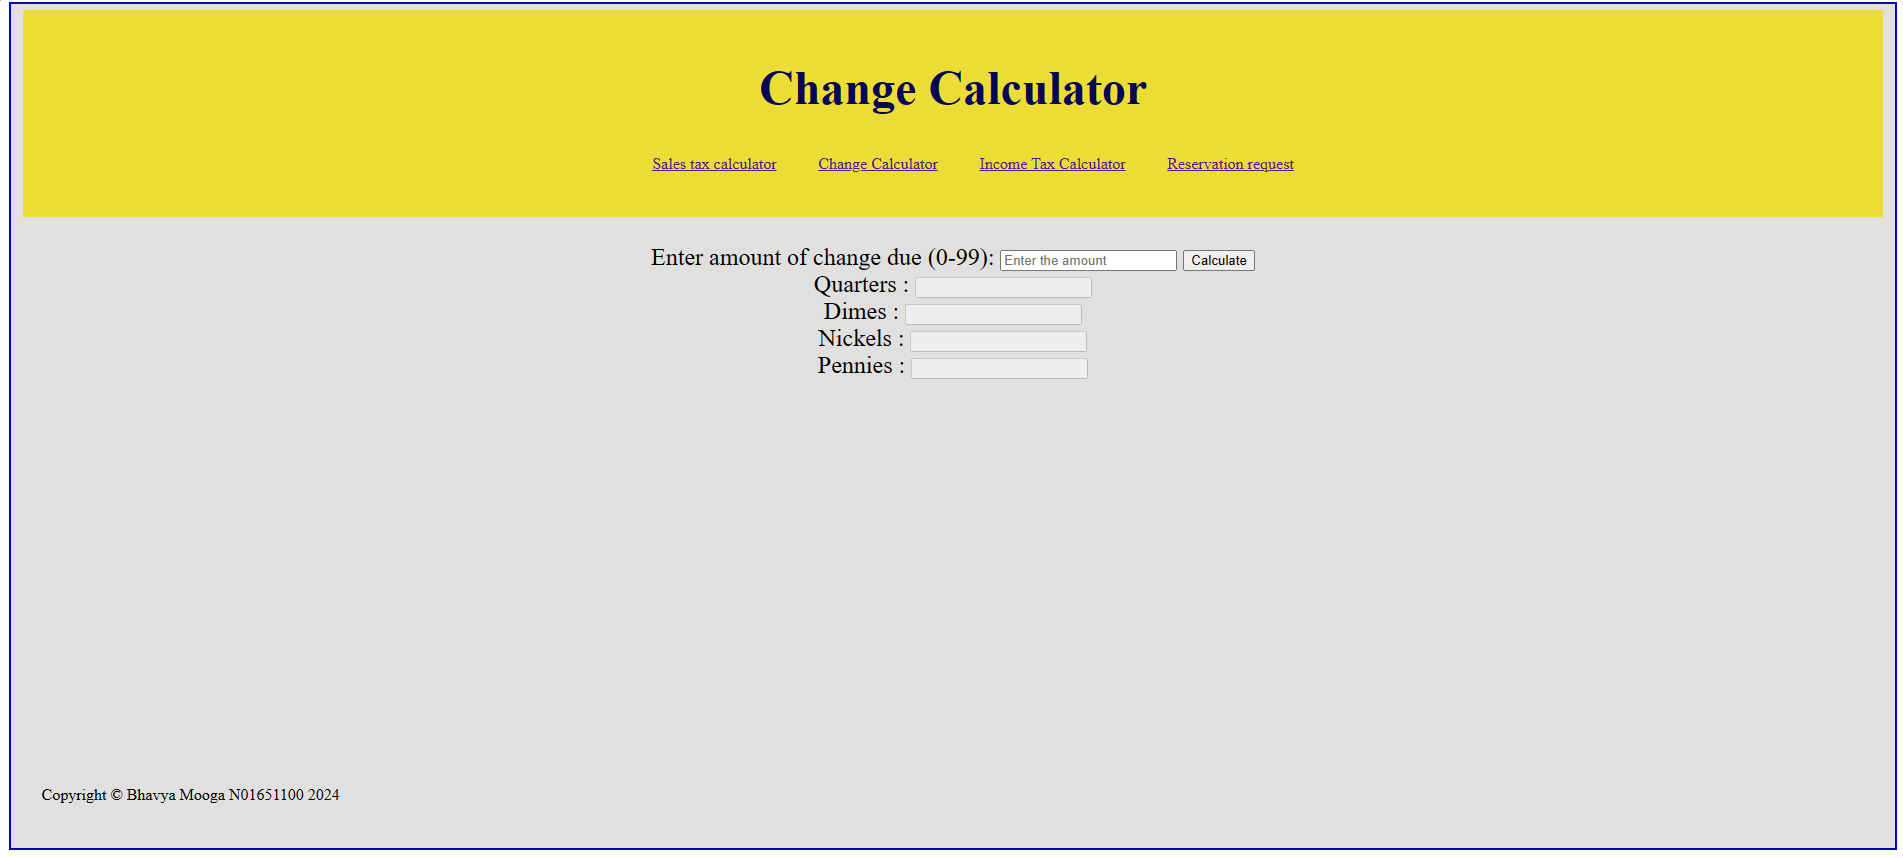 Change Calculator
Sales tax calculator Change Calculator Income Tax Calculator Reservation request
Enter amount of change due (0-99): Enter the amount Calculate
Quarters :
Dimes :
Nickels :
Pennies :
Copyright © Bhavya Mooga N01651100 2024